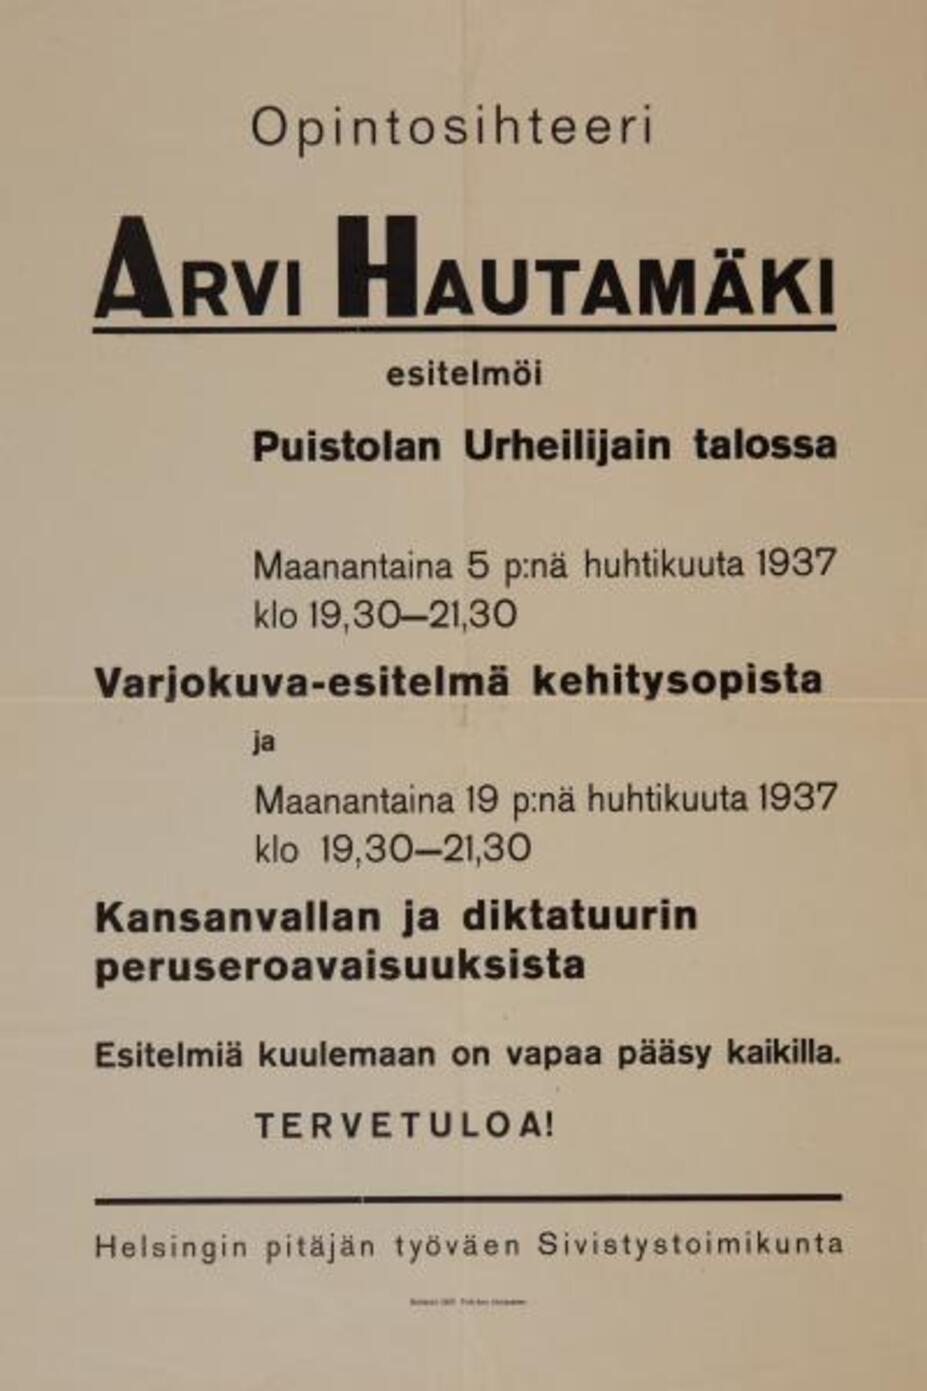 Opintosihteeri
ARVI HAUTAMÄKI
esitelmöi
Puistolan Urheilijain talossa
Maanantaina 5 p:nä huhtikuuta 1937
klo 19,30—21,30
Varjokuva-esitelmä kehitysopista
ja
Maanantaina 19 p:nä huhtikuuta 1937
klo 19,30—21,30
Kansanvallan ja diktatuurin
peruseroavaisuuksista
Esitelmiä kuulemaan on vapaa pääsy kaikilla.
TERVETULOA!
Helsingin pitäjän työväen Sivistystoimikunta